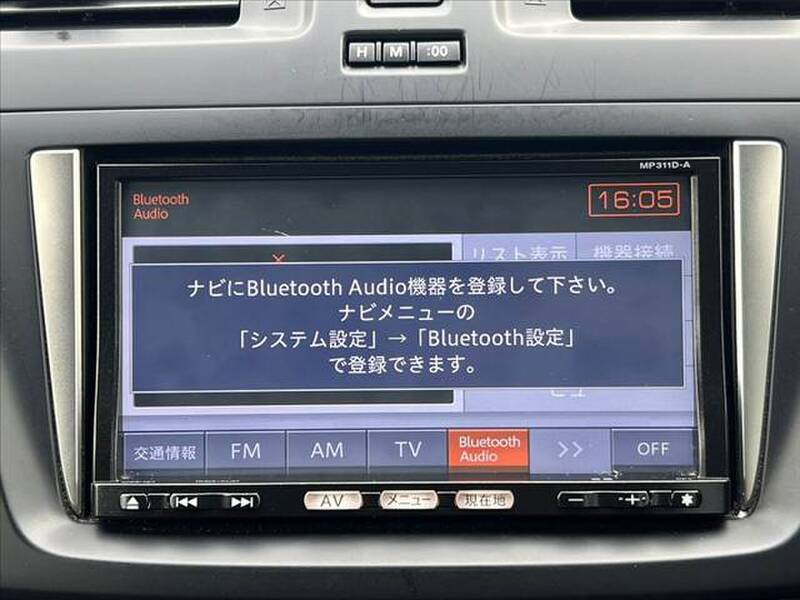 H M :00
MP311D-A
Bluetooth
Audio
16:05
リスト表示 機器接続
ナビにBluetooth Audio機器を登録して下さい。
ナビメニューの
「システム設定」→「Bluetooth設定」
で登録できます。
交通情報 FM AM TV Bluetooth Audio >> OFF
AV メニュー 現在地